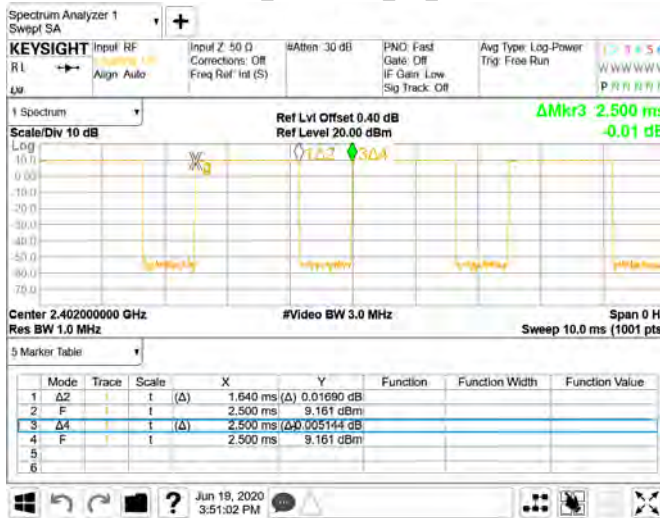 Spectrum Analyzer 1
Swept SA
+
KEYSIGHT
Input: RF
Input Z: 50 Ω
#Atten: 30 dB
PNO: Fast
Avg Type: Log-Power
RL
Align: Auto
Corrections: Off
Freq Ref: Int (S)
Gate: Off
IF Gain: Low
Sig Track: Off
Trig: Free Run
1 Spectrum
Scale/Div 10 dB
Ref Lvl Offset 0.40 dB
Ref Level 20.00 dBm
ΔMkr3 2.500 ms
-0.01 dB
Log
10.0
0.00
-10.0
-20.0
-30.0
-40.0
-50.0
-60.0
-70.0
1Δ2
3Δ4
Center 2.402000000 GHz
#Video BW 3.0 MHz
Span 0 H
Res BW 1.0 MHz
Sweep 10.0 ms (1001 pts
5 Marker Table
Mode Trace Scale X Y Function Function Width Function Value
1 Δ2 1 t (Δ) 1.640 ms (Δ) 0.01690 dB
2 F 1 t 2.500 ms 9.161 dBm
3 Δ4 1 t (Δ) 2.500 ms (Δ)-0.005144 dB
4 F 1 t 2.500 ms 9.161 dBm
5
6
?
Jun 19, 2020
3:51:02 PM